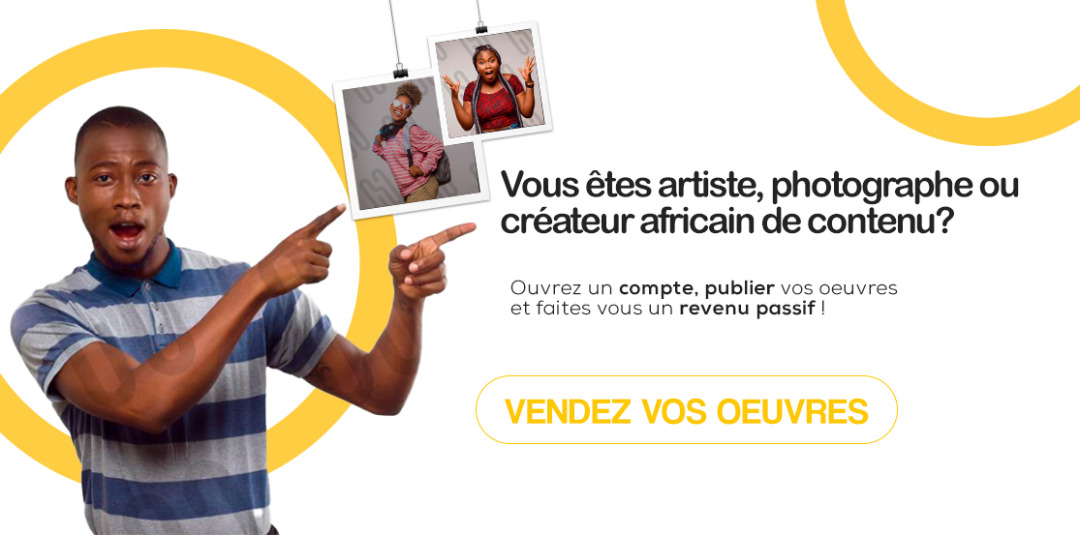 Vous êtes artiste, photographe ou
créateur africain de contenu?
Ouvrez un compte, publier vos oeuvres
et faites vous un revenu passif !
VENDEZ VOS OEUVRES